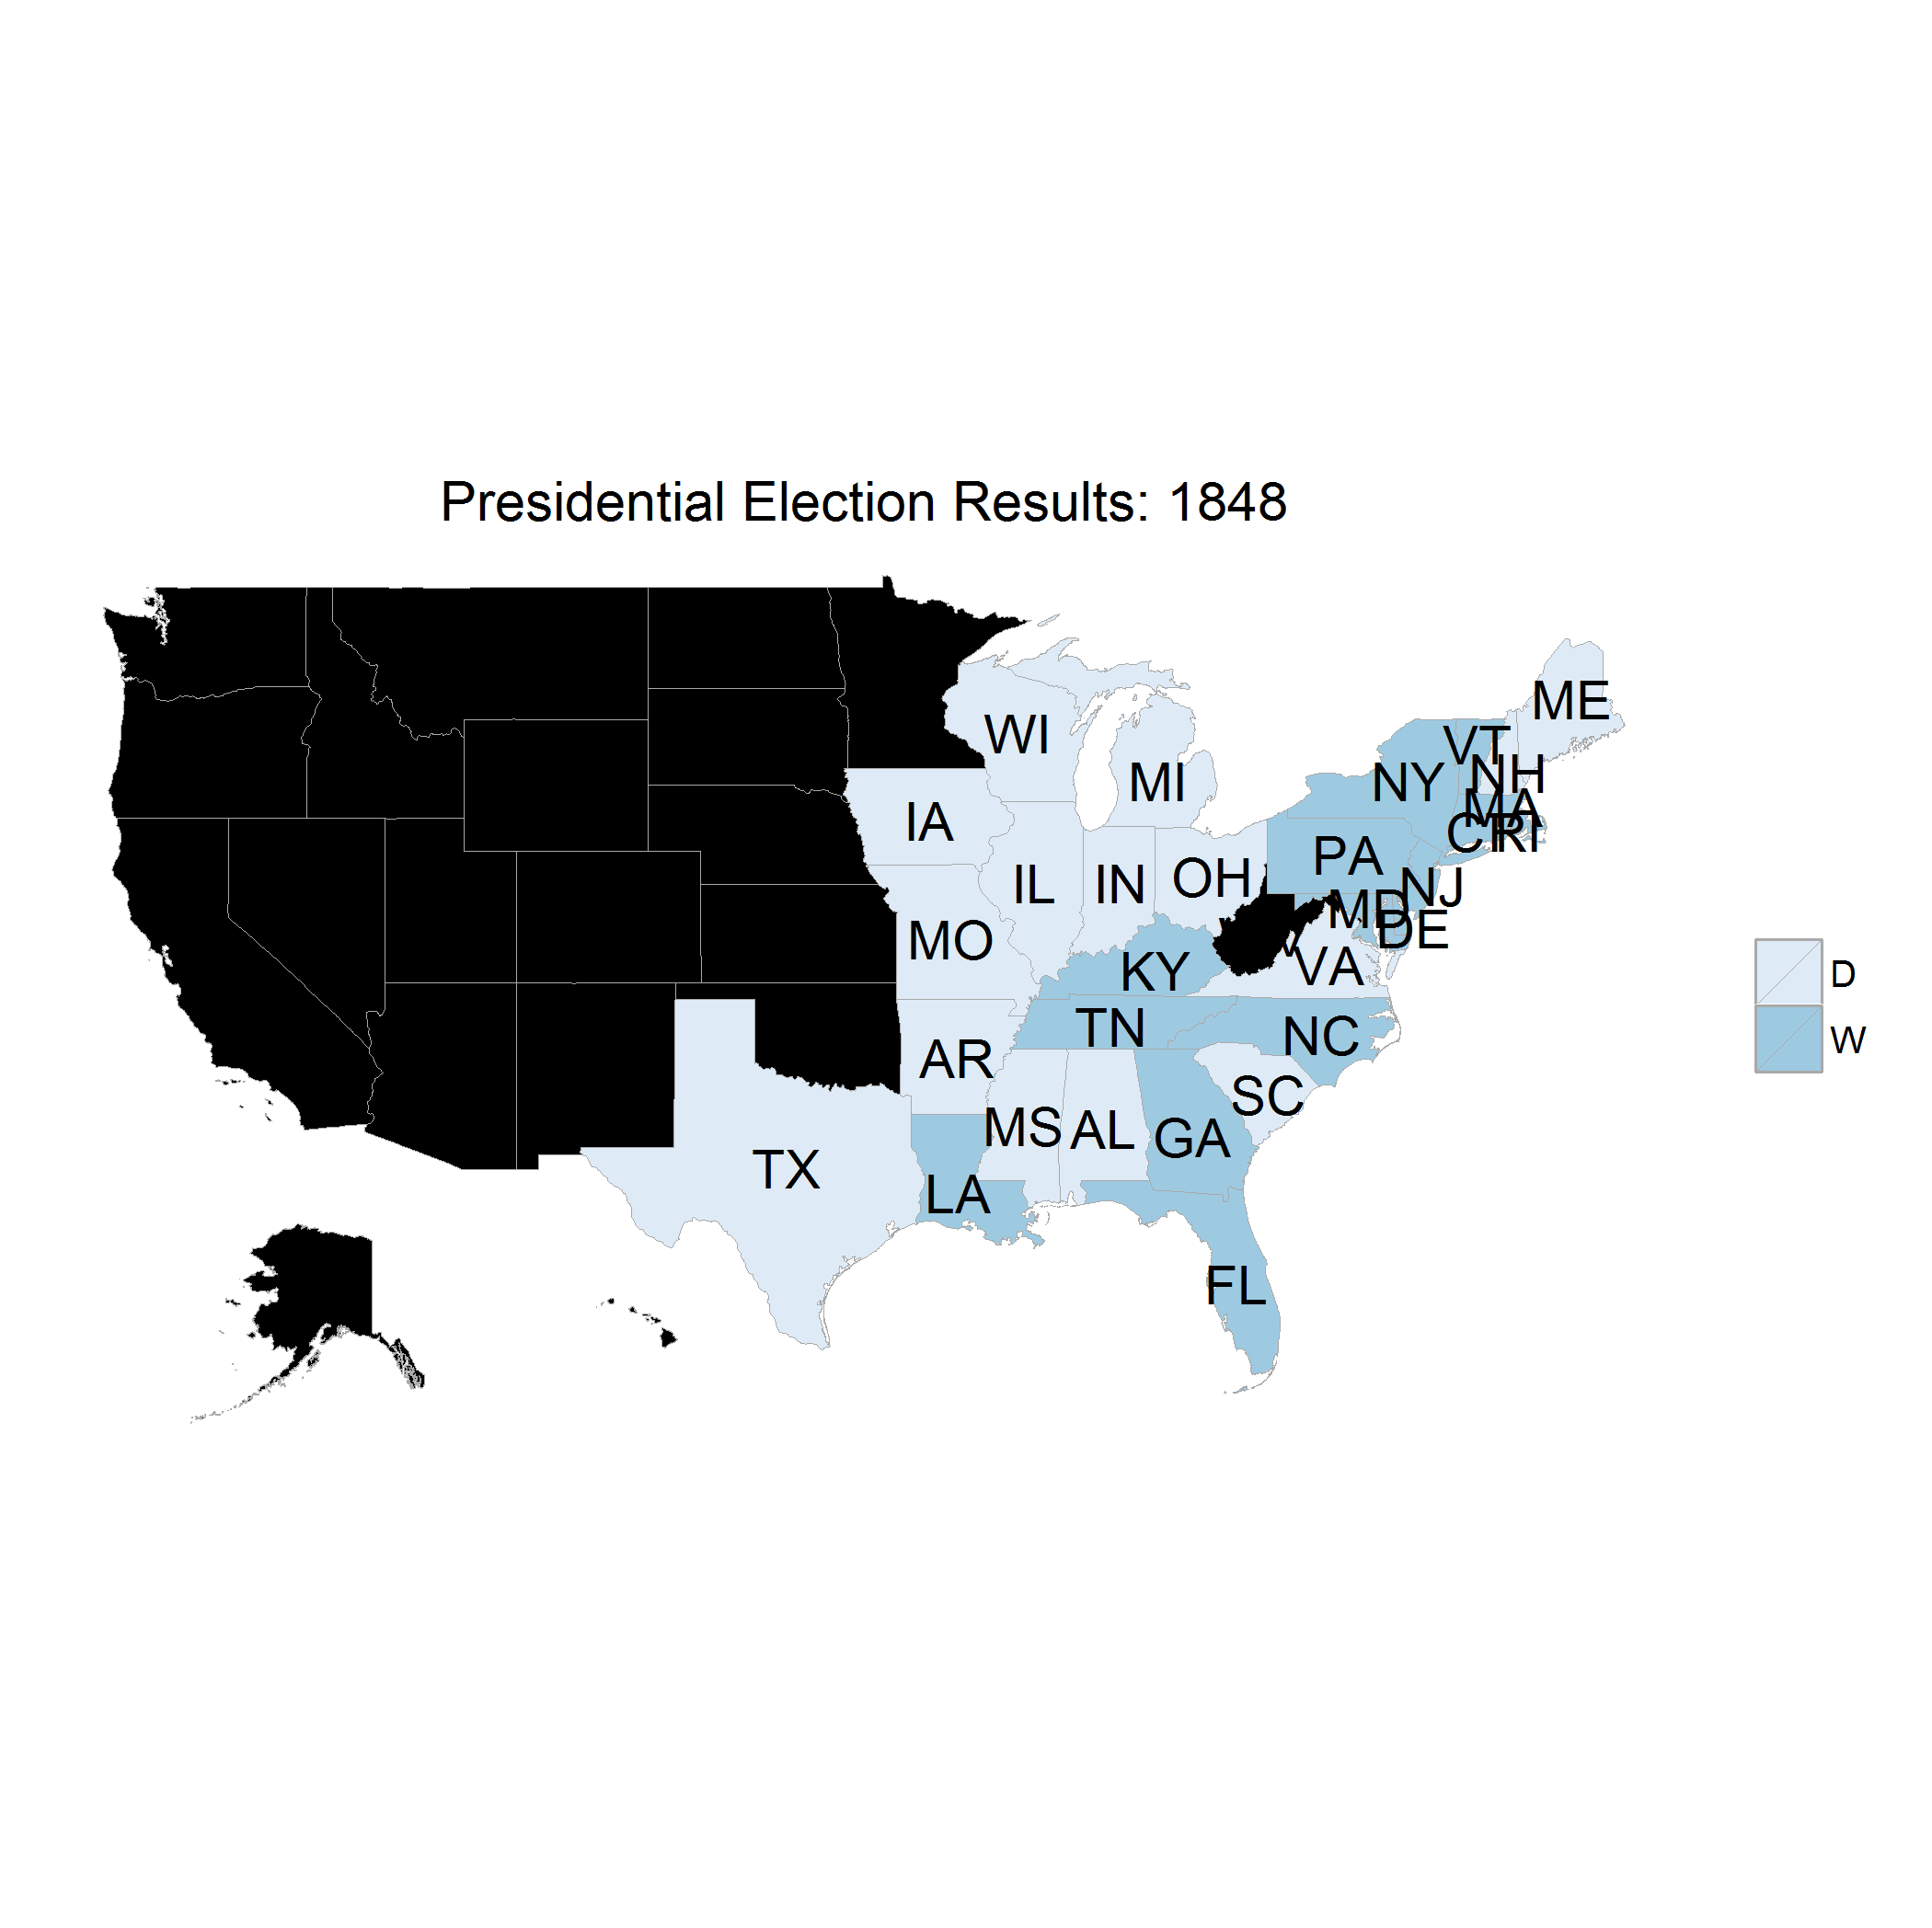 Presidential Election Results: 1848
ME
WI
VT
NH
MI
NY
MA
IA
CT
RI
PA
OH
IL
IN
NJ
MD
DE
MO
VA
KY
D
TN
NC
W
AR
SC
MS
AL
GA
TX
LA
FL